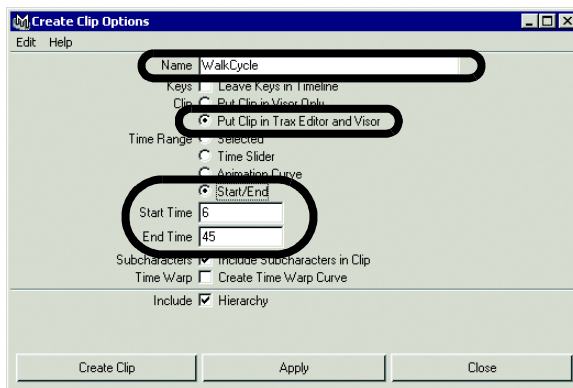 Create Clip Options
Edit Help
Name WalkCycle
Keys Leave Keys in Timeline
Clip Put Clip in Visor Only
Put Clip in Trax Editor and Visor
Time Range Selected
Time Slider
Animation Curve
Start/End
Start Time 6
End Time 45
Subcharacters Include Subcharacters in Clip
Time Warp Create Time Warp Curve
Include Hierarchy
Create Clip Apply Close